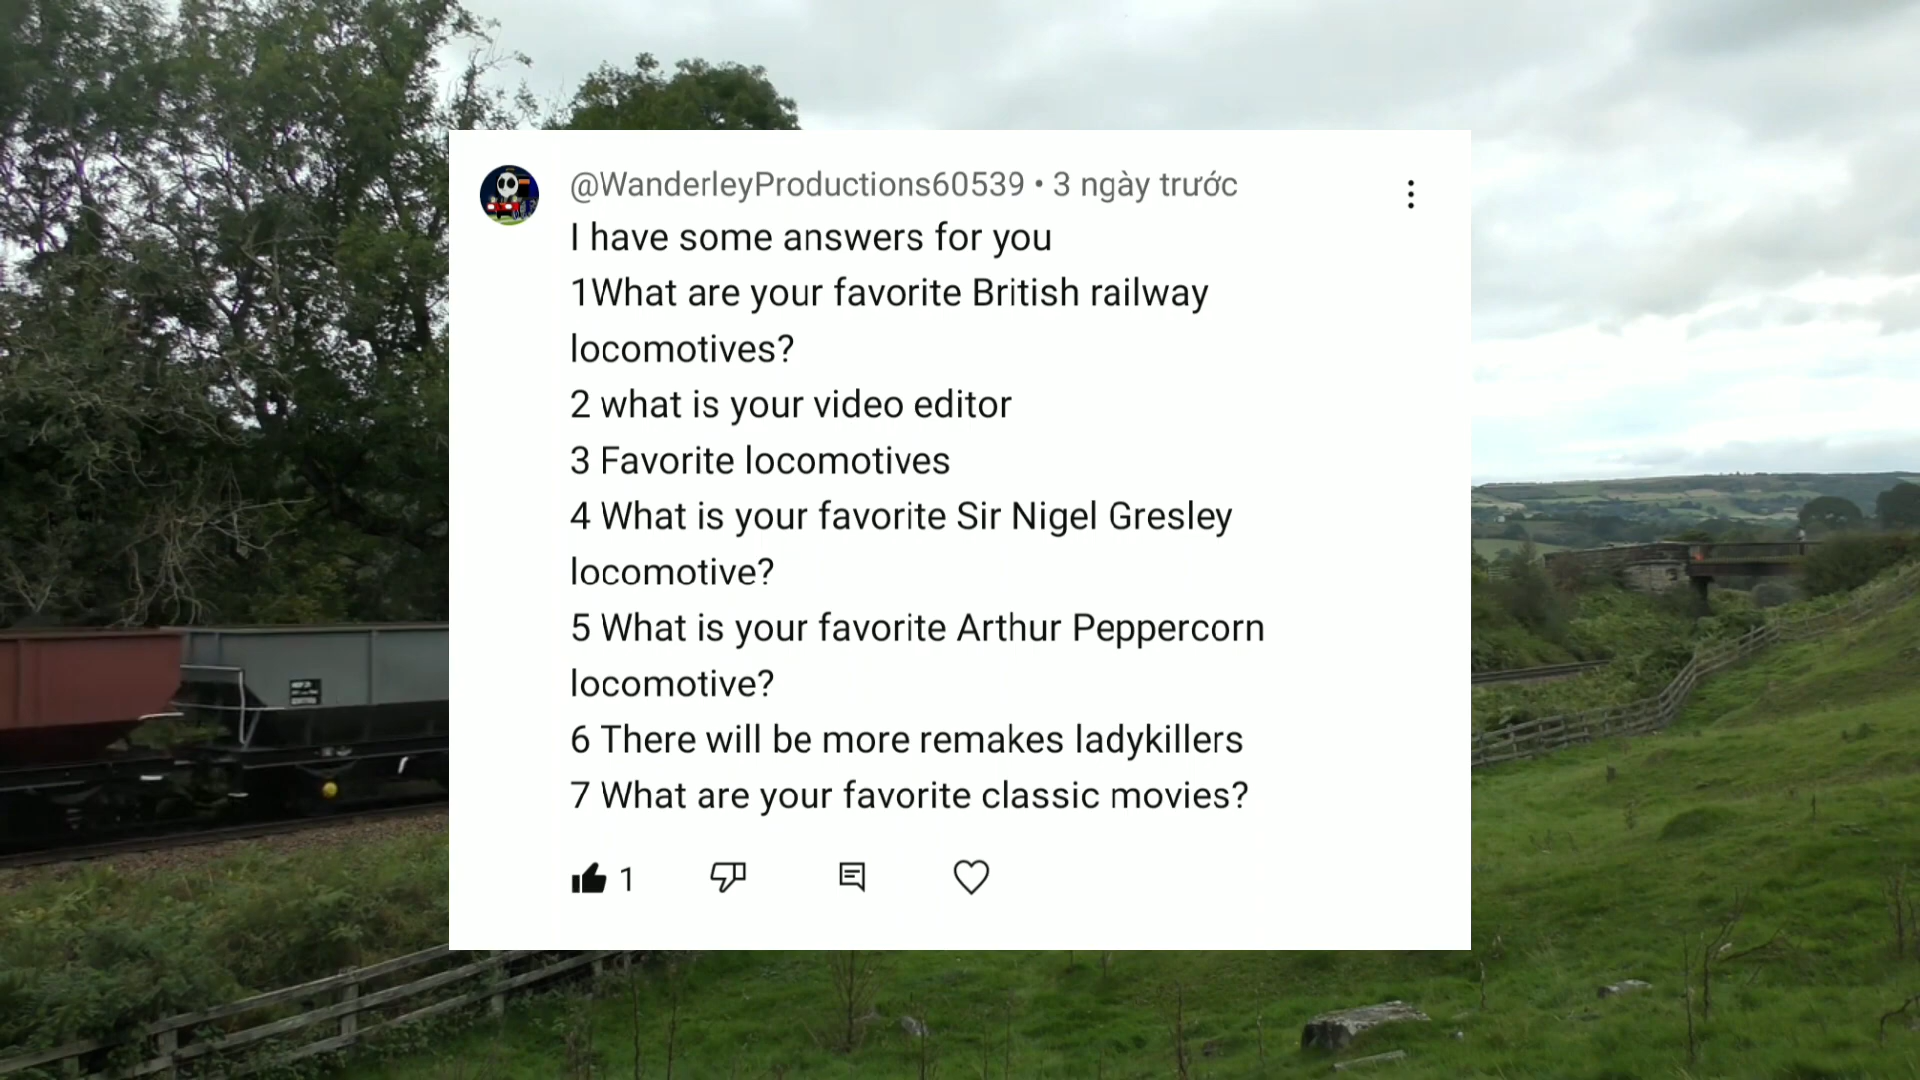 @WanderleyProductions60539 • 3 ngày trước
I have some answers for you
1What are your favorite British railway
locomotives?
2 what is your video editor
3 Favorite locomotives
4 What is your favorite Sir Nigel Gresley
locomotive?
5 What is your favorite Arthur Peppercorn
locomotive?
6 There will be more remakes ladykillers
7 What are your favorite classic movies?
1